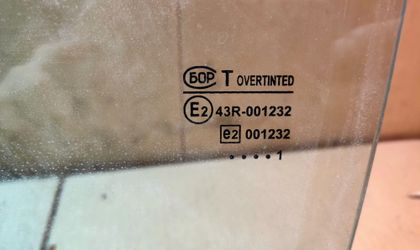 БОР T OVERTINTED
E2 43R-001232
e2 001232
. . . . 1